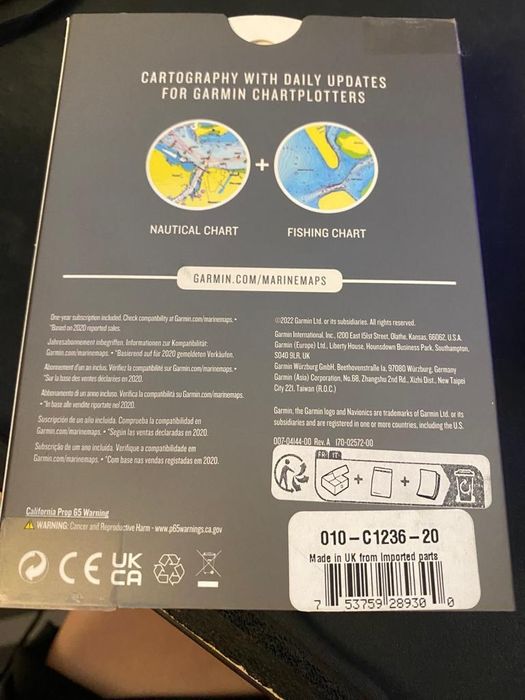 CARTOGRAPHY WITH DAILY UPDATES
FOR GARMIN CHARTPLOTTERS
+
NAUTICAL CHART
FISHING CHART
GARMIN.COM/MARINEMAPS
One-year subscription included. Check compatibility at Garmin.com/marinemaps. •
*Based on 2020 reported sales.
Jahresabonnement inbegriffen. Informationen zur Kompatibilität:
Garmin.com/marinemaps. • *Basierend auf für 2020 gemeldeten Verkäufen.
Abonnement d'un an inclus. Vérifiez la compatibilité sur Garmin.com/marinemaps.
• *Sur la base des ventes déclarées en 2020.
Abbonamento di un anno incluso. Verifica la compatibilità su Garmin.com/marinemaps.
• *In base alle vendite riportate nel 2020.
Suscripción de un año incluida. Comprueba la compatibilidad en
Garmin.com/marinemaps. • *Según las ventas declaradas en 2020.
Subscrição de um ano incluída. Verifique a compatibilidade em
Garmin.com/marinemaps. • *Com base nas vendas registadas em 2020.
©2022 Garmin Ltd. or its subsidiaries. All rights reserved.
Garmin International, Inc., 1200 East 151st Street, Olathe, Kansas, 66062, U.S.A.
Garmin (Europe) Ltd., Liberty House, Hounsdown Business Park, Southampton,
SO40 9LR, UK
Garmin Würzburg GmbH, Beethovenstraße 1a, 97080 Würzburg, Germany
Garmin (Asia) Corporation, No.68, Zhangshu 2nd Rd., Xizhi Dist., New Taipei
City 221, Taiwan (R.O.C.)
Garmin, the Garmin logo and Navionics are trademarks of Garmin Ltd. or its
subsidiaries and are registered in one or more countries, including the U.S.
007-04144-00 Rev. A 170-02572-00
FR IT
+ +
California Prop 65 Warning
WARNING: Cancer and Reproductive Harm - www.p65warnings.ca.gov
CE UK
CA
010-C1236-20
Made in UK from Imported parts
7 53759 28930 0